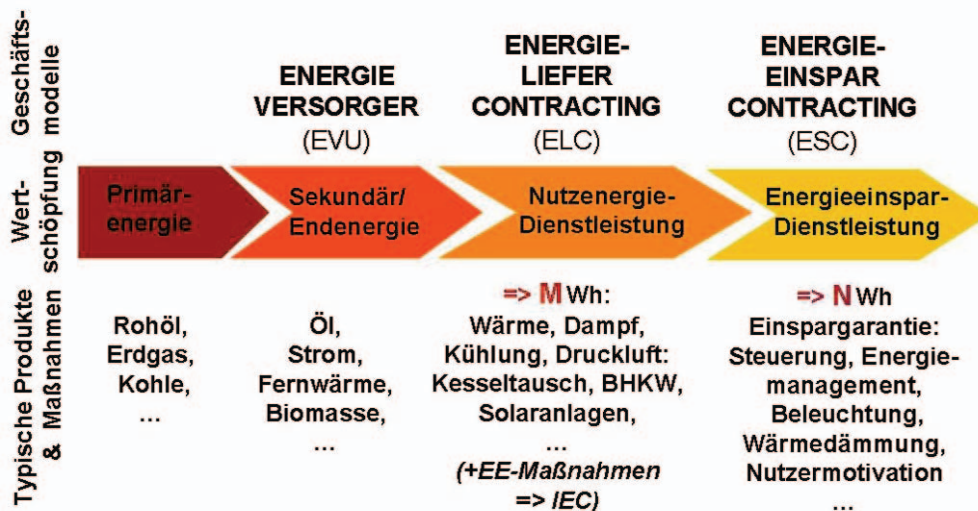 Geschäfts-
modelle
ENERGIE
VERSORGER
(EVU)
ENERGIE-
LIEFER
CONTRACTING
(ELC)
ENERGIE-
EINSPAR
CONTRACTING
(ESC)
Wert-
schöpfung
Primär-
energie
Sekundär/
Endenergie
Nutzenergie-
Dienstleistung
Energieeinspar-
Dienstleistung
Typische Produkte
& Maßnahmen
Rohöl,
Erdgas,
Kohle,
...
Öl,
Strom,
Fernwärme,
Biomasse,
...
=> M Wh:
Wärme, Dampf,
Kühlung, Druckluft:
Kesseltausch, BHKW,
Solaranlagen,
...
(+EE-Maßnahmen
=> IEC)
=> N Wh
Einspargarantie:
Steuerung, Energie-
management,
Beleuchtung,
Wärmedämmung,
Nutzermotivation
...